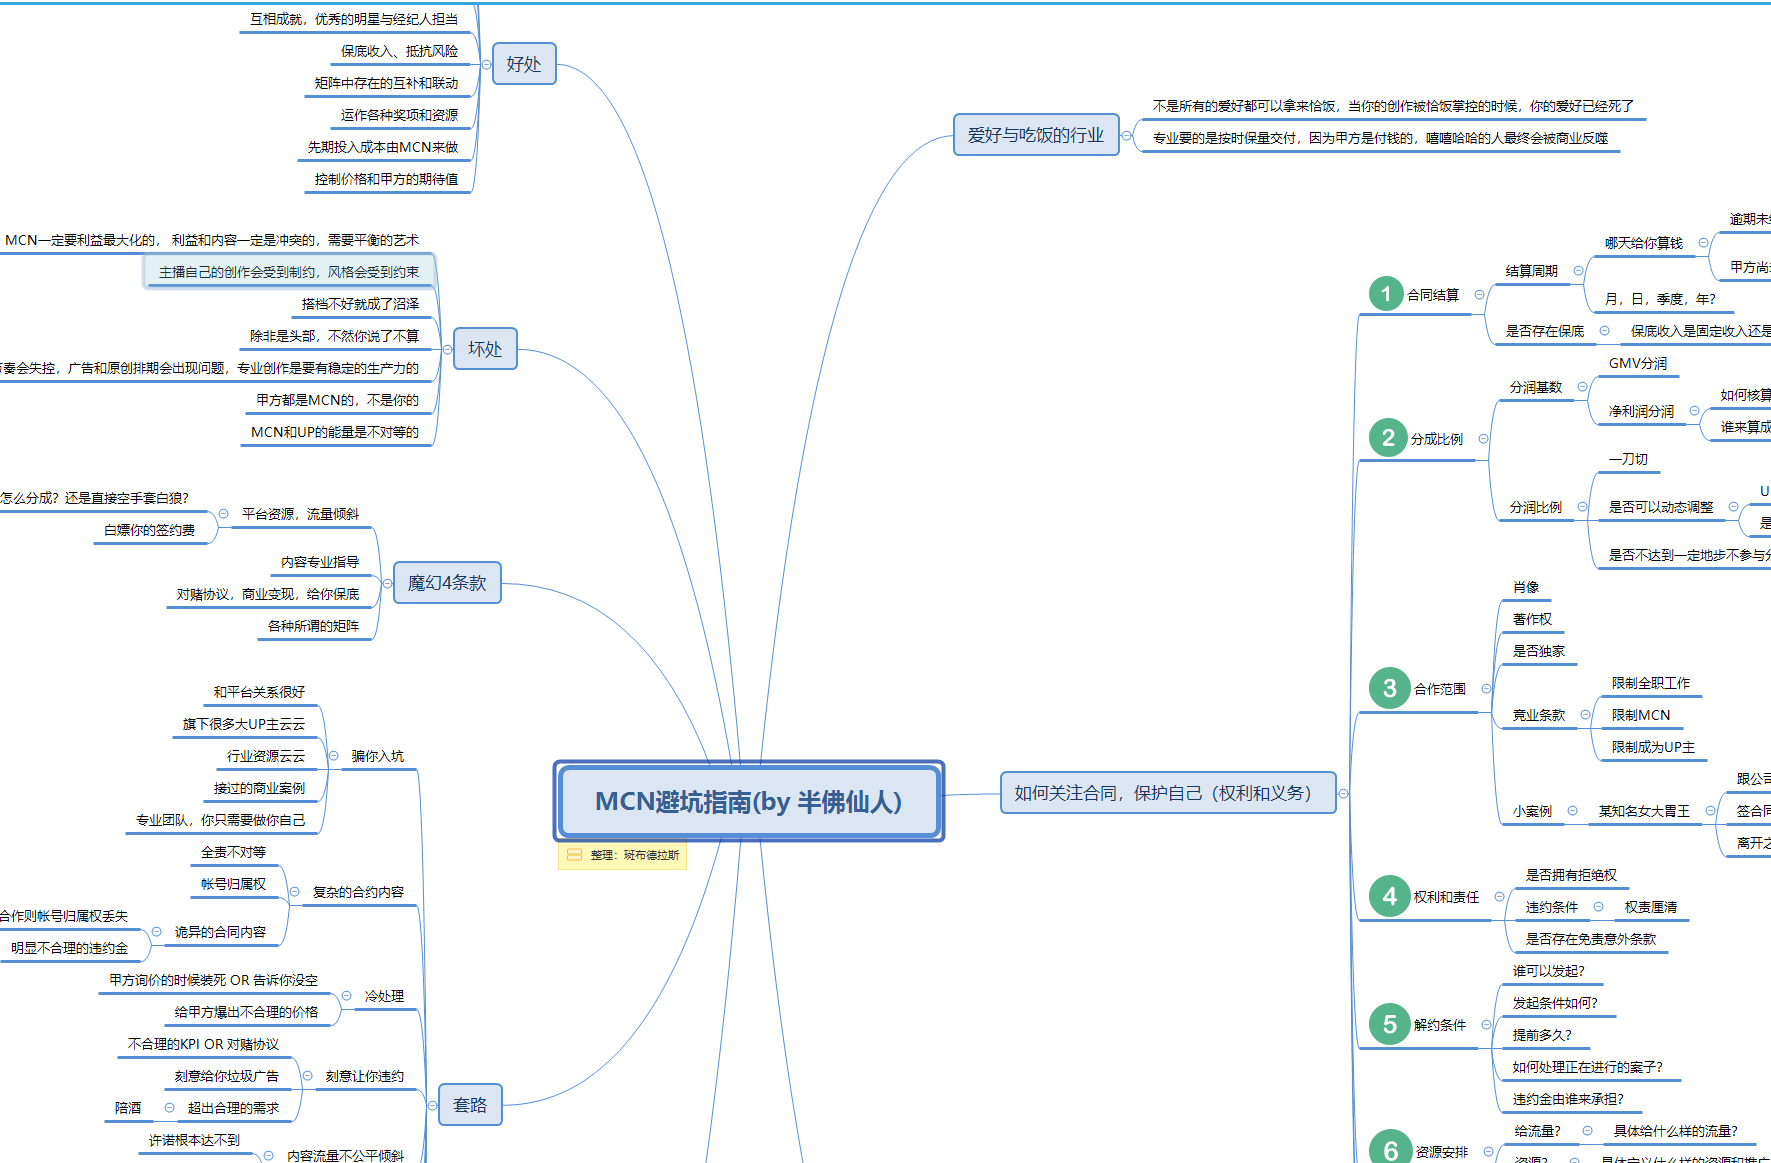 互相成就，优秀的明星与经纪人担当
保底收入、抵抗风险
矩阵中存在的互补和联动
运作各种奖项和资源
先期投入成本由MCN来做
控制价格和甲方的期待值
好处
MCN一定要利益最大化的， 利益和内容一定是冲突的，需要平衡的艺术
主播自己的创作会受到制约，风格会受到约束
搭档不好就成了沼泽
除非是头部，不然你说了不算
奏会失控，广告和原创排期会出现问题，专业创作是要有稳定的生产力的
甲方都是MCN的，不是你的
MCN和UP的能量是不对等的
坏处
怎么分成？还是直接空手套白狼？
白嫖你的签约费
平台资源，流量倾斜
内容专业指导
对赌协议，商业变现，给你保底
各种所谓的矩阵
魔幻4条款
和平台关系很好
旗下很多大UP主云云
行业资源云云
接过的商业案例
专业团队，你只需要做你自己
骗你入坑
全责不对等
帐号归属权
合作则帐号归属权丢失
明显不合理的违约金
诡异的合同内容
复杂的合约内容
甲方询价的时候装死 OR 告诉你没空
给甲方爆出不合理的价格
冷处理
不合理的KPI OR 对赌协议
刻意给你垃圾广告
陪酒
超出合理的需求
刻意让你违约
许诺根本达不到
内容流量不公平倾斜
套路
MCN避坑指南(by 半佛仙人)
整理：斑布德拉斯
爱好与吃饭的行业
不是所有的爱好都可以拿来恰饭，当你的创作被恰饭掌控的时候，你的爱好已经死了
专业要的是按时保量交付，因为甲方是付钱的，嘻嘻哈哈的人最终会被商业反噬
如何关注合同，保护自己（权利和义务）
1 合同结算
结算周期
哪天给你算钱
逾期未
甲方尚
月，日，季度，年？
是否存在保底
保底收入是固定收入还是
2 分成比例
分润基数
GMV分润
净利润分润
如何核算
谁来算成
分润比例
一刀切
是否可以动态调整
U
是
是否不达到一定地步不参与分
3 合作范围
肖像
著作权
是否独家
竞业条款
限制全职工作
限制MCN
限制成为UP主
小案例
某知名女大胃王
跟公司
签合同
离开之
4 权利和责任
是否拥有拒绝权
违约条件
权责厘清
是否存在免责意外条款
5 解约条件
谁可以发起？
发起条件如何？
提前多久？
如何处理正在进行的案子？
违约金由谁来承担？
6 资源安排
给流量？
具体给什么样的流量？
资源？
具体定义什么样的资源和推广